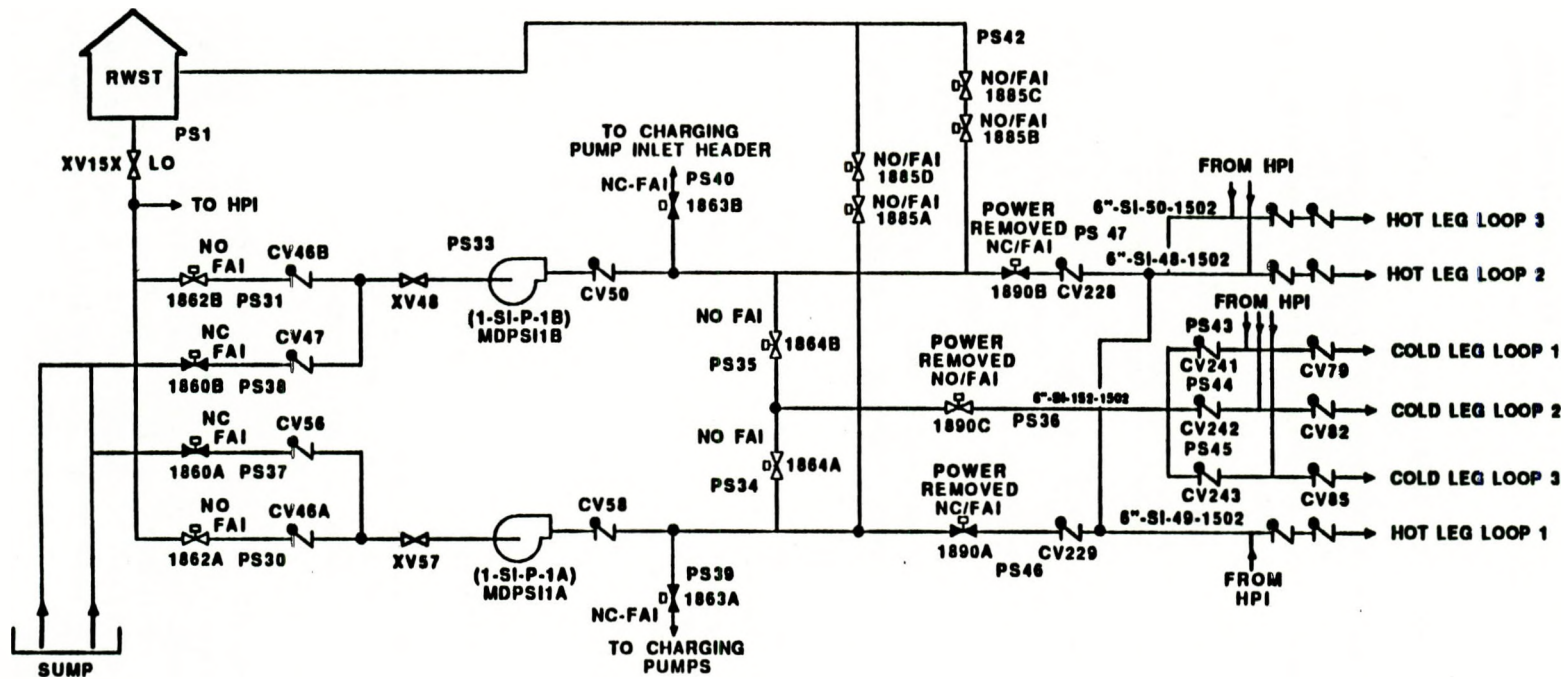 RWST
PS1
XV15X
LO
TO HPI
PS42
NO/FAI
1885C
NO/FAI
1885B
NO/FAI
1885D
NO/FAI
1885A
TO CHARGING
PUMP INLET HEADER
NC-FAI
PS40
1863B
FROM HPI
6"-SI-50-1502
HOT LEG LOOP 3
NO
FAI
1862B PS31
CV46B
XV48
PS33
(1-SI-P-1B)
MDPSI1B
CV50
POWER
REMOVED
NC/FAI
1890B
PS 47
CV228
6"-SI-48-1502
HOT LEG LOOP 2
FROM HPI
NC
FAI
1860B PS38
CV47
NO FAI
1864B
PS35
PS43
CV241
CV79
COLD LEG LOOP 1
POWER
REMOVED
NO/FAI
1890C
6"-SI-152-1502
PS36
PS44
CV242
CV82
COLD LEG LOOP 2
NC
FAI
1860A PS37
CV56
NO FAI
1864A
PS34
PS45
CV243
CV85
COLD LEG LOOP 3
NO
FAI
1862A PS30
CV46A
XV57
(1-SI-P-1A)
MDPSI1A
CV58
POWER
REMOVED
NC/FAI
1890A
PS46
CV229
6"-SI-49-1502
HOT LEG LOOP 1
FROM
HPI
PS39
1863A
NC-FAI
TO CHARGING
PUMPS
SUMP